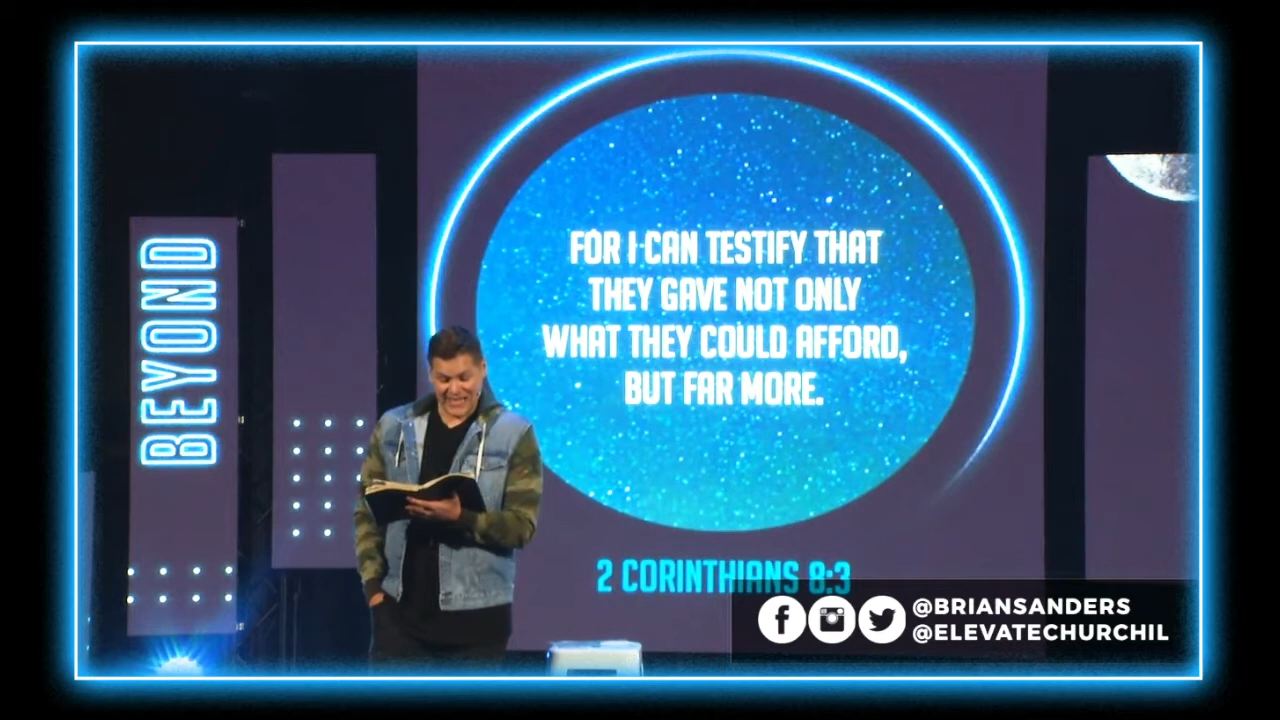 BEYOND
FOR I CAN TESTIFY THAT
THEY GAVE NOT ONLY
WHAT THEY COULD AFFORD,
BUT FAR MORE.
2 CORINTHIANS 8:3
@BRIANSANDERS
@ELEVATECHURCHIL